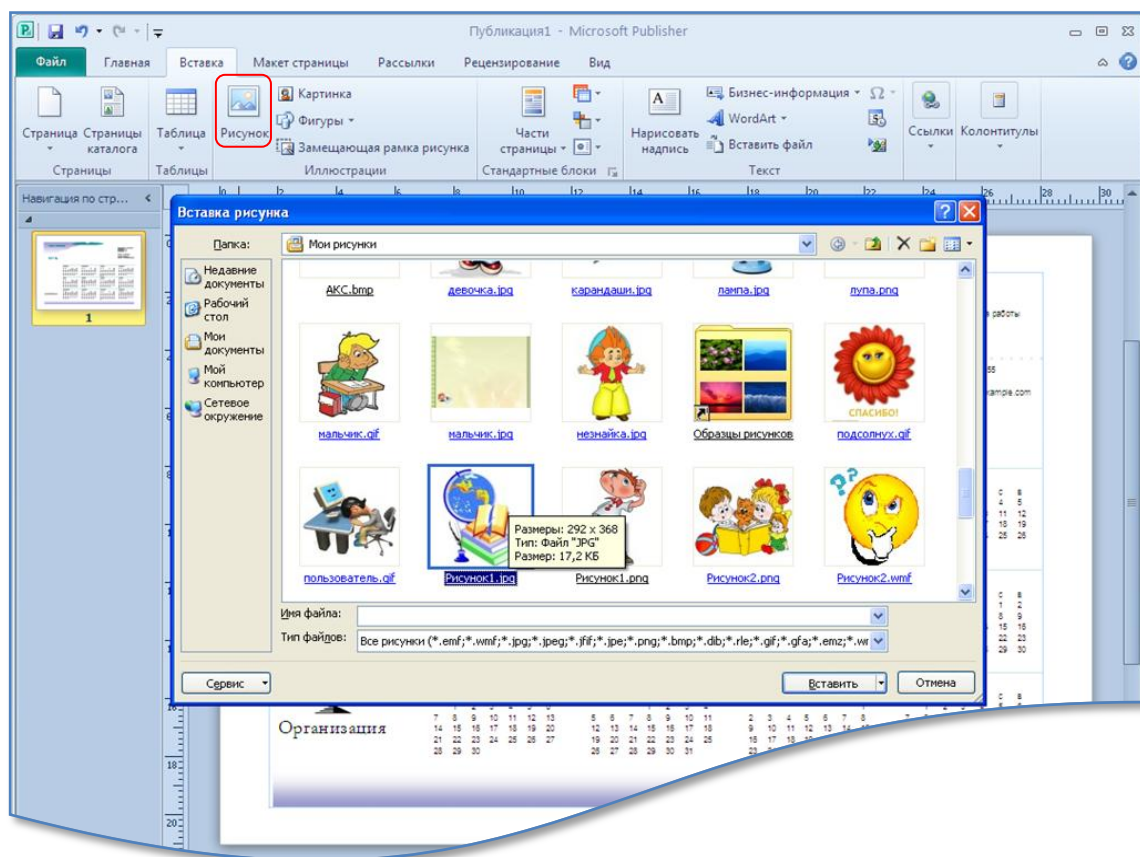 Публикация1 - Microsoft Publisher
Файл Главная Вставка Макет страницы Рассылки Рецензирование Вид
Страница
Страницы каталога
Страницы
Таблица
Таблицы
Рисунок
Картинка
Фигуры
Замещающая рамка рисунка
Иллюстрации
Части страницы
Стандартные блоки
Нарисовать надпись
Бизнес-информация
WordArt
Вставить файл
Текст
Ссылки
Колонтитулы
Навигация по стр...
1
Вставка рисунка
Папка: Мои рисунки
Недавние документы
Рабочий стол
Мои документы
Мой компьютер
Сетевое окружение
АКС.bmp девочка.jpg карандаши.jpg лампа.jpg лупа.png
СПАСИБО!
мальчик.gif мальчик.jpg незнайка.jpg Образцы рисунков подсолнух.gif
Размеры: 292 x 368
Тип: Файл "JPG"
Размер: 17,2 КБ
пользователь.gif Рисунок1.jpg Рисунок1.png Рисунок2.png Рисунок2.wmf
Имя файла:
Тип файлов: Все рисунки (*.emf;*.wmf;*.jpg;*.jpeg;*.jfif;*.jpe;*.png;*.bmp;*.dib;*.rle;*.gif;*.gfa;*.emz;*.wr
Сервис Вставить Отмена
работы
Организация